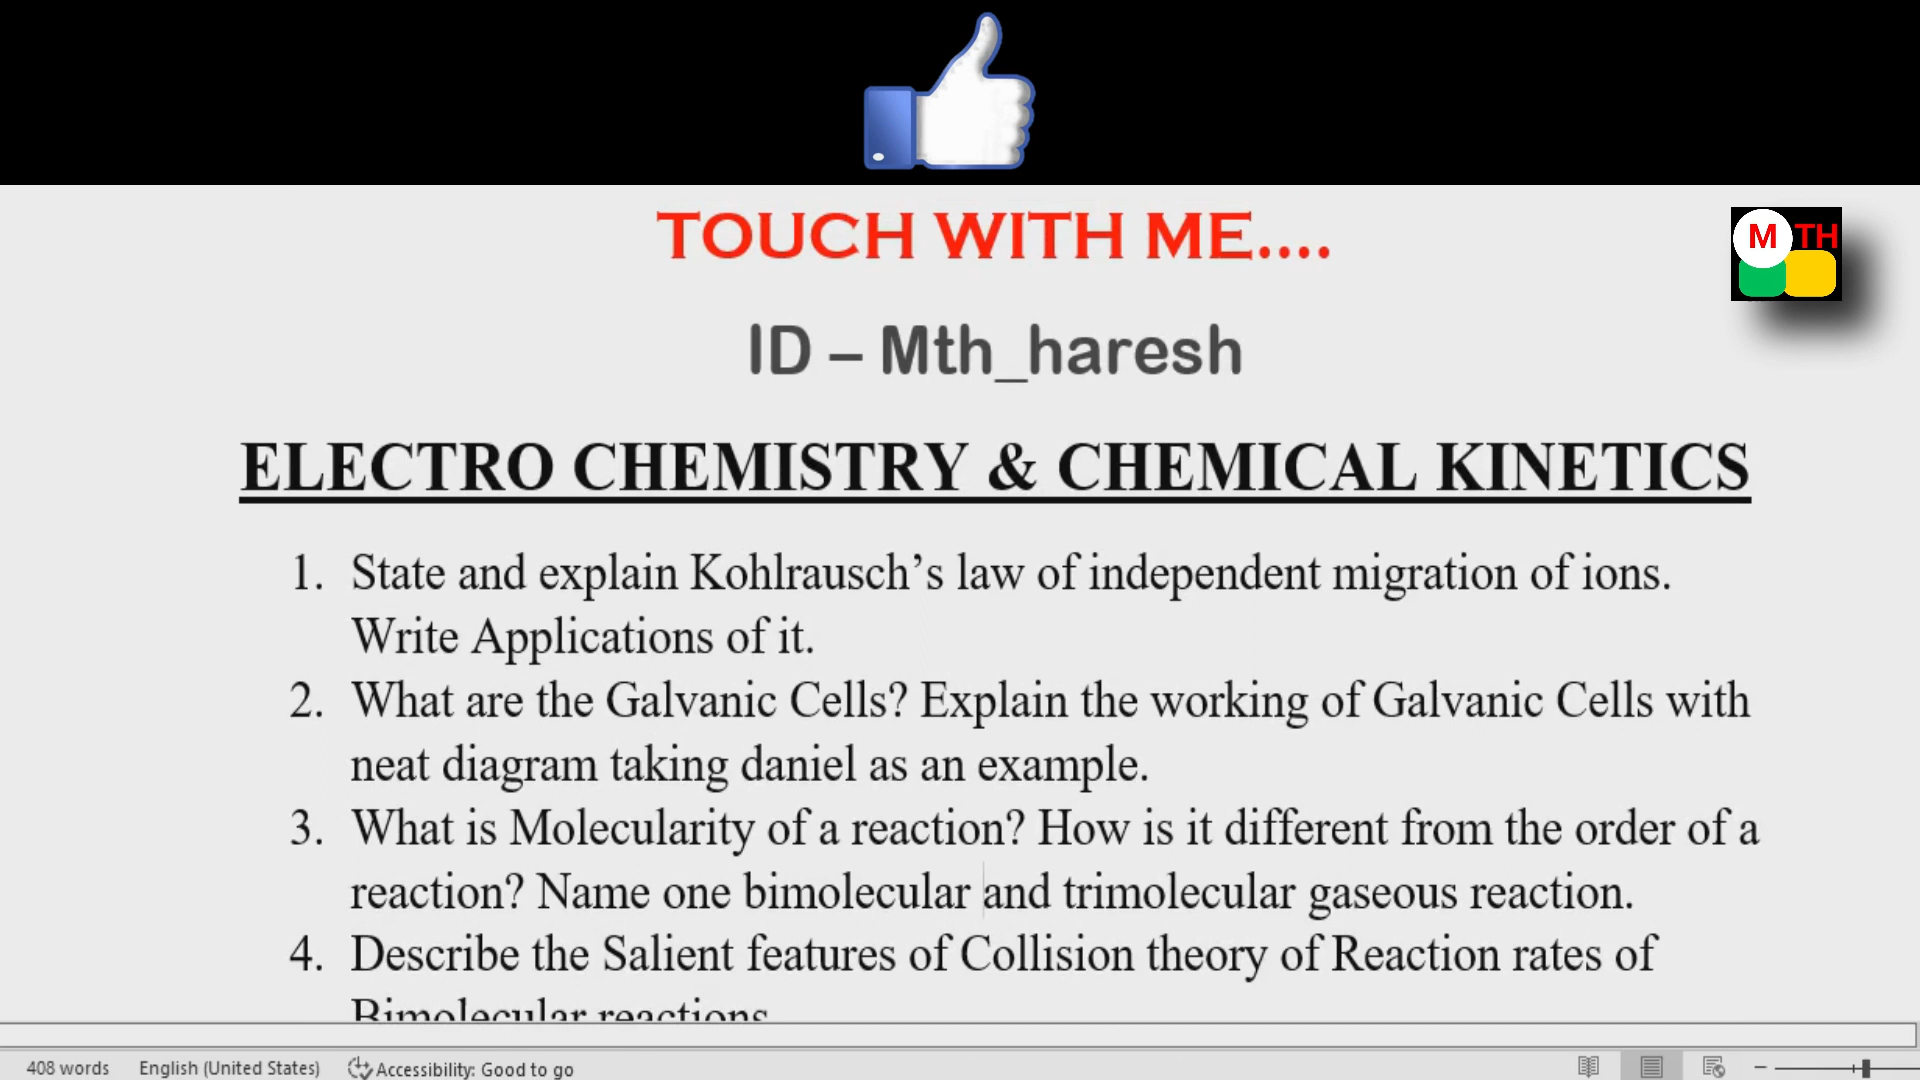 TOUCH WITH ME....
M TH
ID – Mth_haresh
ELECTRO CHEMISTRY & CHEMICAL KINETICS
1. State and explain Kohlrausch’s law of independent migration of ions.
Write Applications of it.
2. What are the Galvanic Cells? Explain the working of Galvanic Cells with
neat diagram taking daniel as an example.
3. What is Molecularity of a reaction? How is it different from the order of a
reaction? Name one bimolecular and trimolecular gaseous reaction.
4. Describe the Salient features of Collision theory of Reaction rates of
Bimolecular reactions
408 words English (United States) Accessibility: Good to go